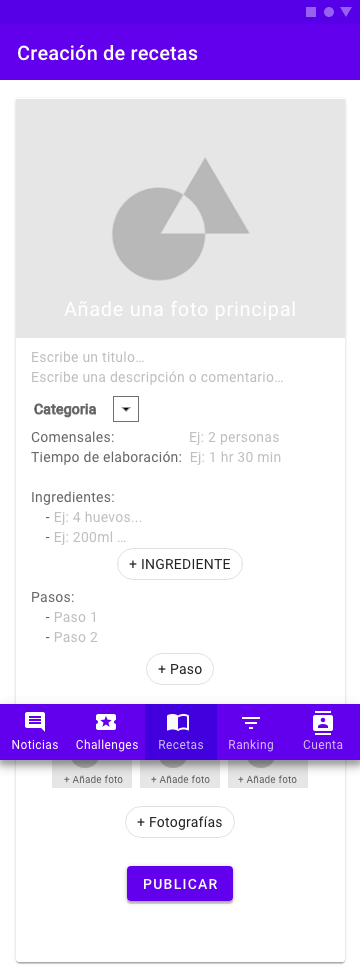 Creación de recetas
Añade una foto principal
Escribe un titulo...
Escribe una descripción o comentario...
Categoria
Comensales: Ej: 2 personas
Tiempo de elaboración: Ej: 1 hr 30 min
Ingredientes:
- Ej: 4 huevos...
- Ej: 200ml ...
+ INGREDIENTE
Pasos:
- Paso 1
- Paso 2
+ Paso
Noticias Challenges Recetas Ranking Cuenta
+ Añade foto + Añade foto + Añade foto
+ Fotografías
PUBLICAR